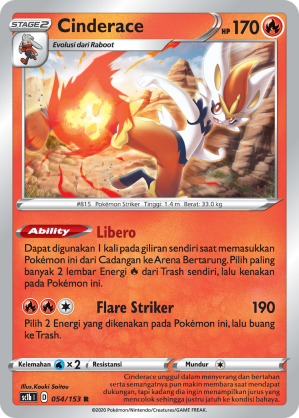 STAGE2 Cinderace HP 170
Evolusi dari Raboot
#815 Pokémon Striker Tinggi: 1.4 m Berat: 33.0 kg
Ability Libero
Dapat digunakan 1 kali pada giliran sendiri saat memasukkan
Pokémon ini dari Cadangan ke Arena Bertarung. Pilih paling
banyak 2 lembar Energi dari Trash sendiri, lalu kenakan
pada Pokémon ini.
Flare Striker 190
Pilih 2 Energi yang dikenakan pada Pokémon ini, lalu buang
ke Trash.
Kelemahan ×2 Resistansi Mundur
Illus. Kouki Saitou
sc1b I D 054/153 R
Cinderace unggul dalam menyerang dan bertahan
serta semangatnya pun makin membara saat mendapat
dukungan, tapi kadang dia ingin menampilkan jurus yang
mencolok sehingga justru jatuh ke kondisi bahaya.
©2020 Pokémon/Nintendo/Creatures/GAME FREAK.